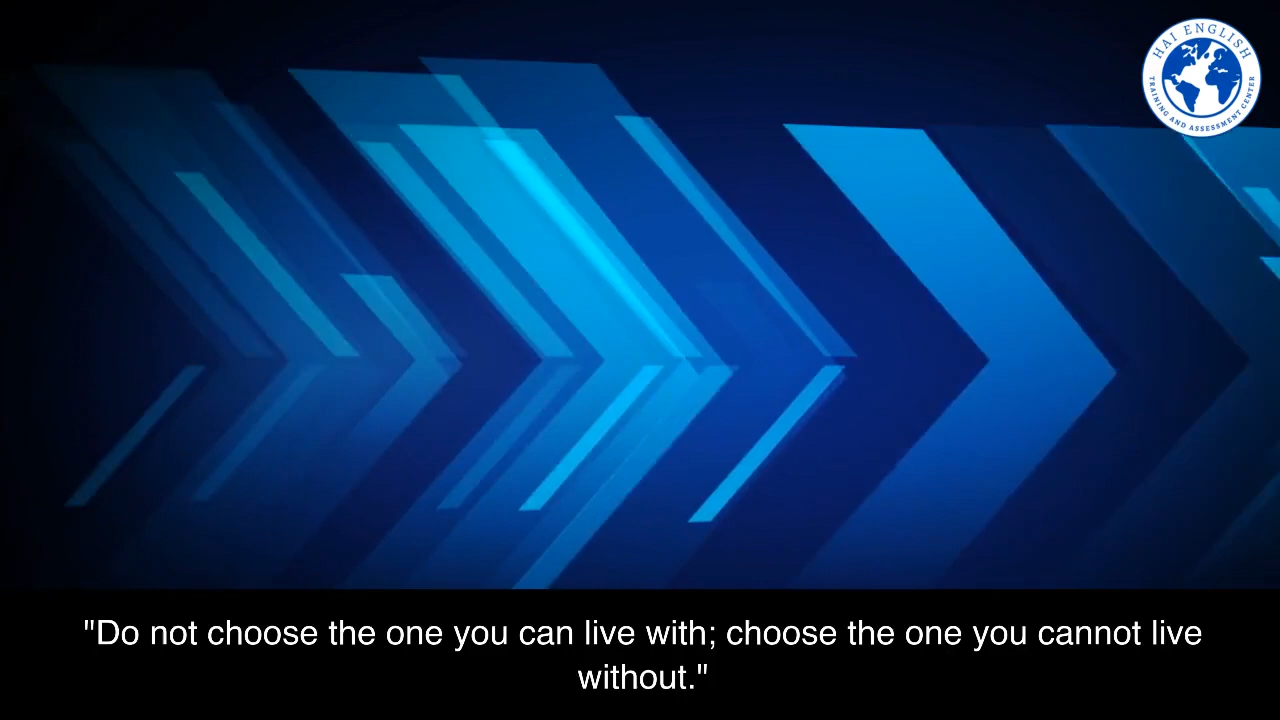 HAI ENGLISH
TRAINING AND ASSESSMENT CENTER
"Do not choose the one you can live with; choose the one you cannot live
without."